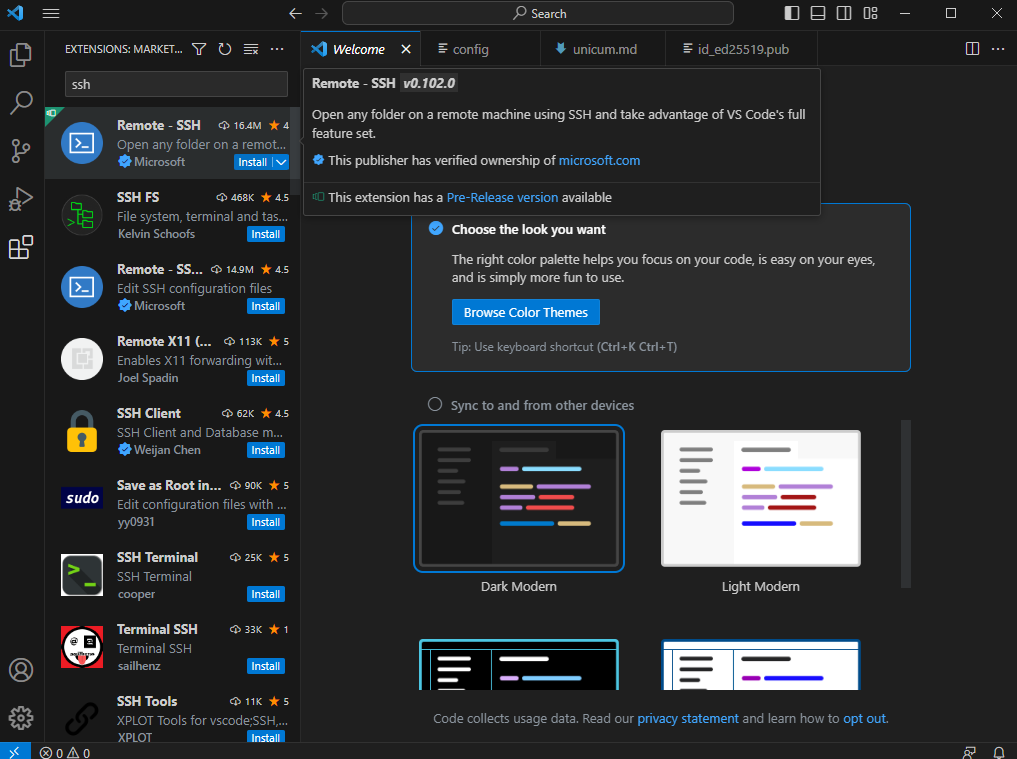 Search
EXTENSIONS: MARKET...
Welcome
config
unicum.md
id_ed25519.pub
ssh
Remote - SSH 16.4M 4
Open any folder on a remot...
Microsoft Install
SSH FS 468K 4.5
File system, terminal and tas...
Kelvin Schoofs Install
Remote - SS... 14.9M 4.5
Edit SSH configuration files
Microsoft Install
Remote X11 (... 113K 5
Enables X11 forwarding wit...
Joel Spadin Install
SSH Client 62K 4.5
SSH Client and Database m...
Weijan Chen Install
sudo
Save as Root in... 90K 5
Edit configuration files with ...
yy0931 Install
SSH Terminal 25K 5
SSH Terminal
cooper Install
Terminal SSH 33K 1
Terminal SSH
sailhenz Install
SSH Tools 11K 5
XPLOT Tools for vscode;SSH,...
XPLOT Install
Remote - SSH v0.102.0
Open any folder on a remote machine using SSH and take advantage of VS Code's full
feature set.
This publisher has verified ownership of microsoft.com
This extension has a Pre-Release version available
Choose the look you want
The right color palette helps you focus on your code, is easy on your eyes,
and is simply more fun to use.
Browse Color Themes
Tip: Use keyboard shortcut (Ctrl+K Ctrl+T)
Sync to and from other devices
Dark Modern
Light Modern
Code collects usage data. Read our privacy statement and learn how to opt out.
0 0